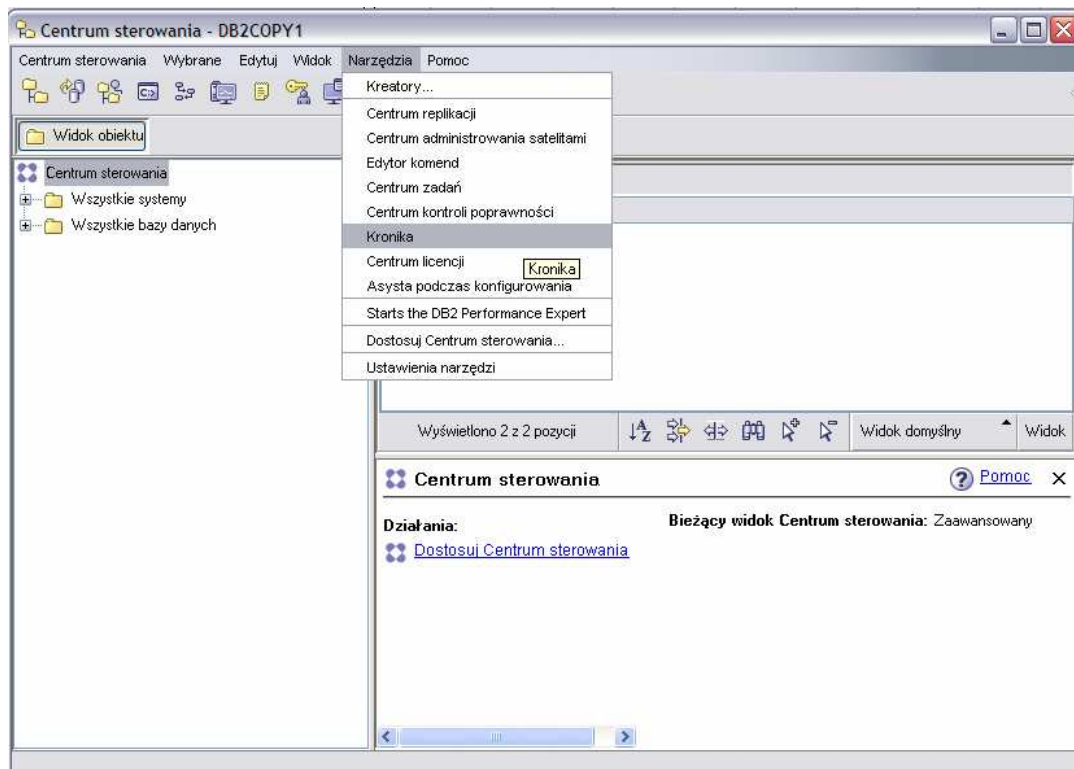 Centrum sterowania - DB2COPY1
Centrum sterowania Wybrane Edytuj Widok Narzędzia Pomoc
Widok obiektu
Centrum sterowania
Wszystkie systemy
Wszystkie bazy danych
Kreatory...
Centrum replikacji
Centrum administrowania satelitami
Edytor komend
Centrum zadań
Centrum kontroli poprawności
Kronika
Centrum licencji
Kronika
Asysta podczas konfigurowania
Starts the DB2 Performance Expert
Dostosuj Centrum sterowania...
Ustawienia narzędzi
Wyświetlono 2 z 2 pozycji Widok domyślny Widok
Centrum sterowania Pomoc
Działania: Bieżący widok Centrum sterowania: Zaawansowany
Dostosuj Centrum sterowania